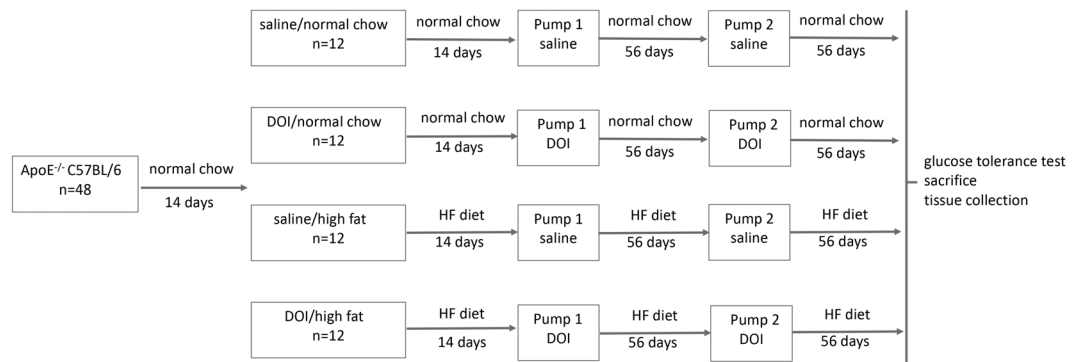 ApoE-/- C57BL/6
n=48
normal chow
14 days
saline/normal chow
n=12
normal chow
14 days
Pump 1
saline
normal chow
56 days
Pump 2
saline
normal chow
56 days
DOI/normal chow
n=12
normal chow
14 days
Pump 1
DOI
normal chow
56 days
Pump 2
DOI
normal chow
56 days
saline/high fat
n=12
HF diet
14 days
Pump 1
saline
HF diet
56 days
Pump 2
saline
HF diet
56 days
DOI/high fat
n=12
HF diet
14 days
Pump 1
DOI
HF diet
56 days
Pump 2
DOI
HF diet
56 days
glucose tolerance test
sacrifice
tissue collection